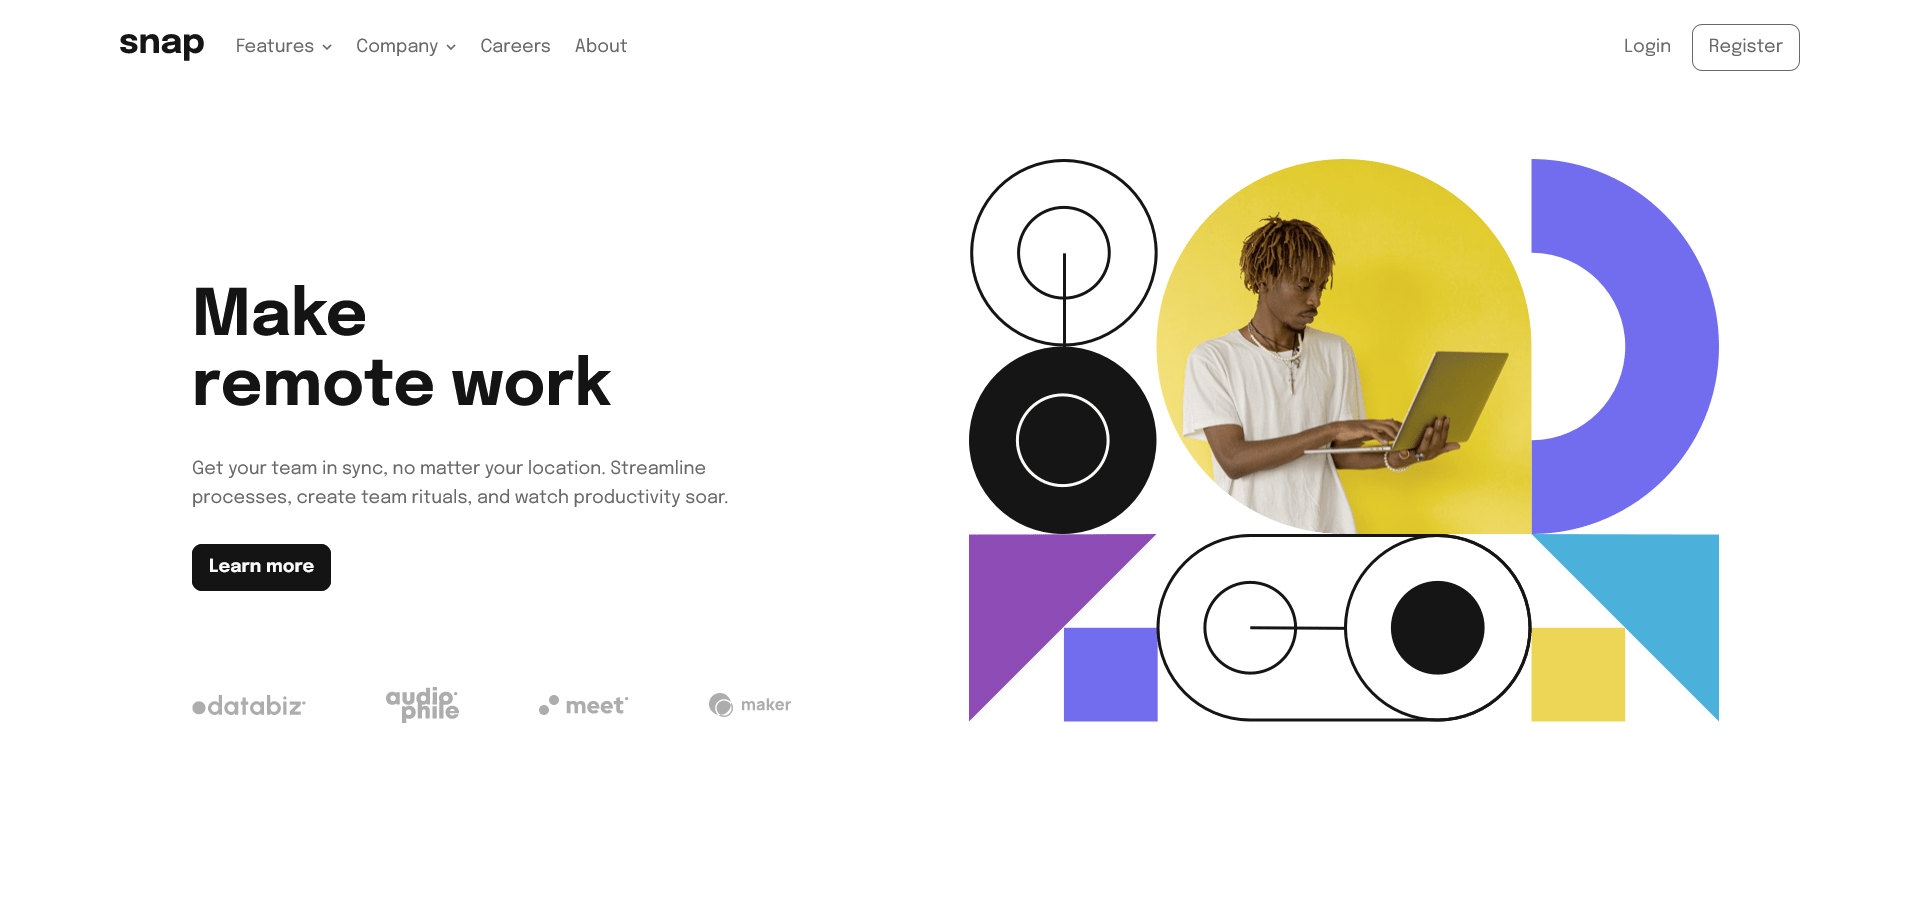 snap Features Company Careers About Login Register
Make
remote work
Get your team in sync, no matter your location. Streamline
processes, create team rituals, and watch productivity soar.
Learn more
databiz audiophile meet maker